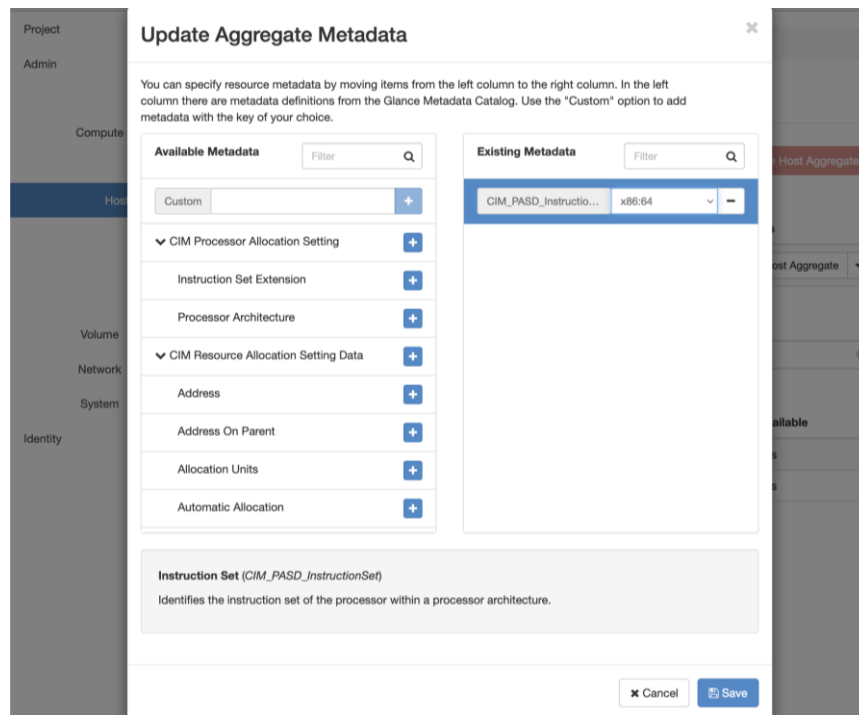 Project
Admin
Compute
Host
Volume
Network
System
Identity
Update Aggregate Metadata
You can specify resource metadata by moving items from the left column to the right column. In the left
column there are metadata definitions from the Glance Metadata Catalog. Use the "Custom" option to add
metadata with the key of your choice.
Available Metadata
Filter
Custom
CIM Processor Allocation Setting
Instruction Set Extension
Processor Architecture
CIM Resource Allocation Setting Data
Address
Address On Parent
Allocation Units
Automatic Allocation
Existing Metadata
Filter
CIM_PASD_Instructio... x86:64
Instruction Set (CIM_PASD_InstructionSet)
Identifies the instruction set of the processor within a processor architecture.
Cancel
Save
Host Aggregate
ost Aggregate
ailable